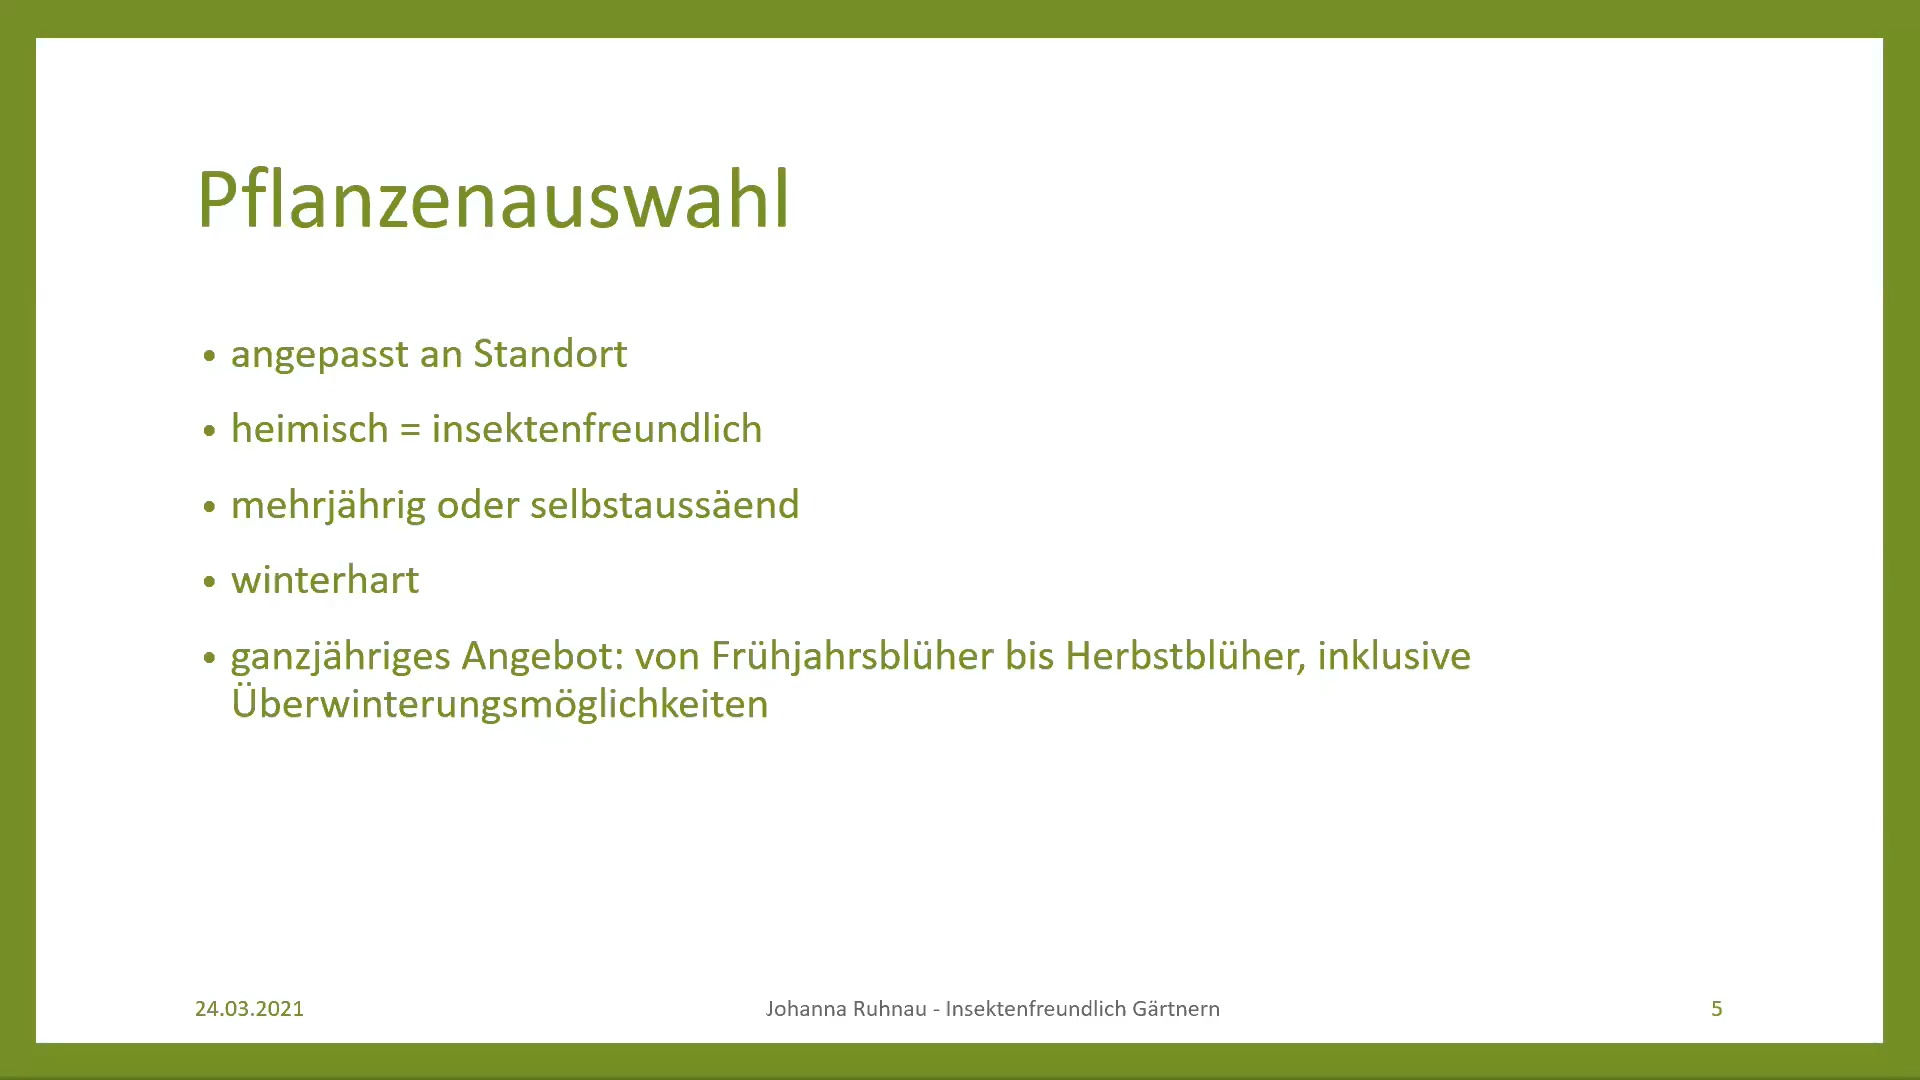 Pflanzenauswahl
• angepasst an Standort
• heimisch = insektenfreundlich
• mehrjährig oder selbstaussäend
• winterhart
• ganzjähriges Angebot: von Frühjahrsblüher bis Herbstblüher, inklusive
Überwinterungsmöglichkeiten
24.03.2021
Johanna Ruhnau - Insektenfreundlich Gärtnern
5